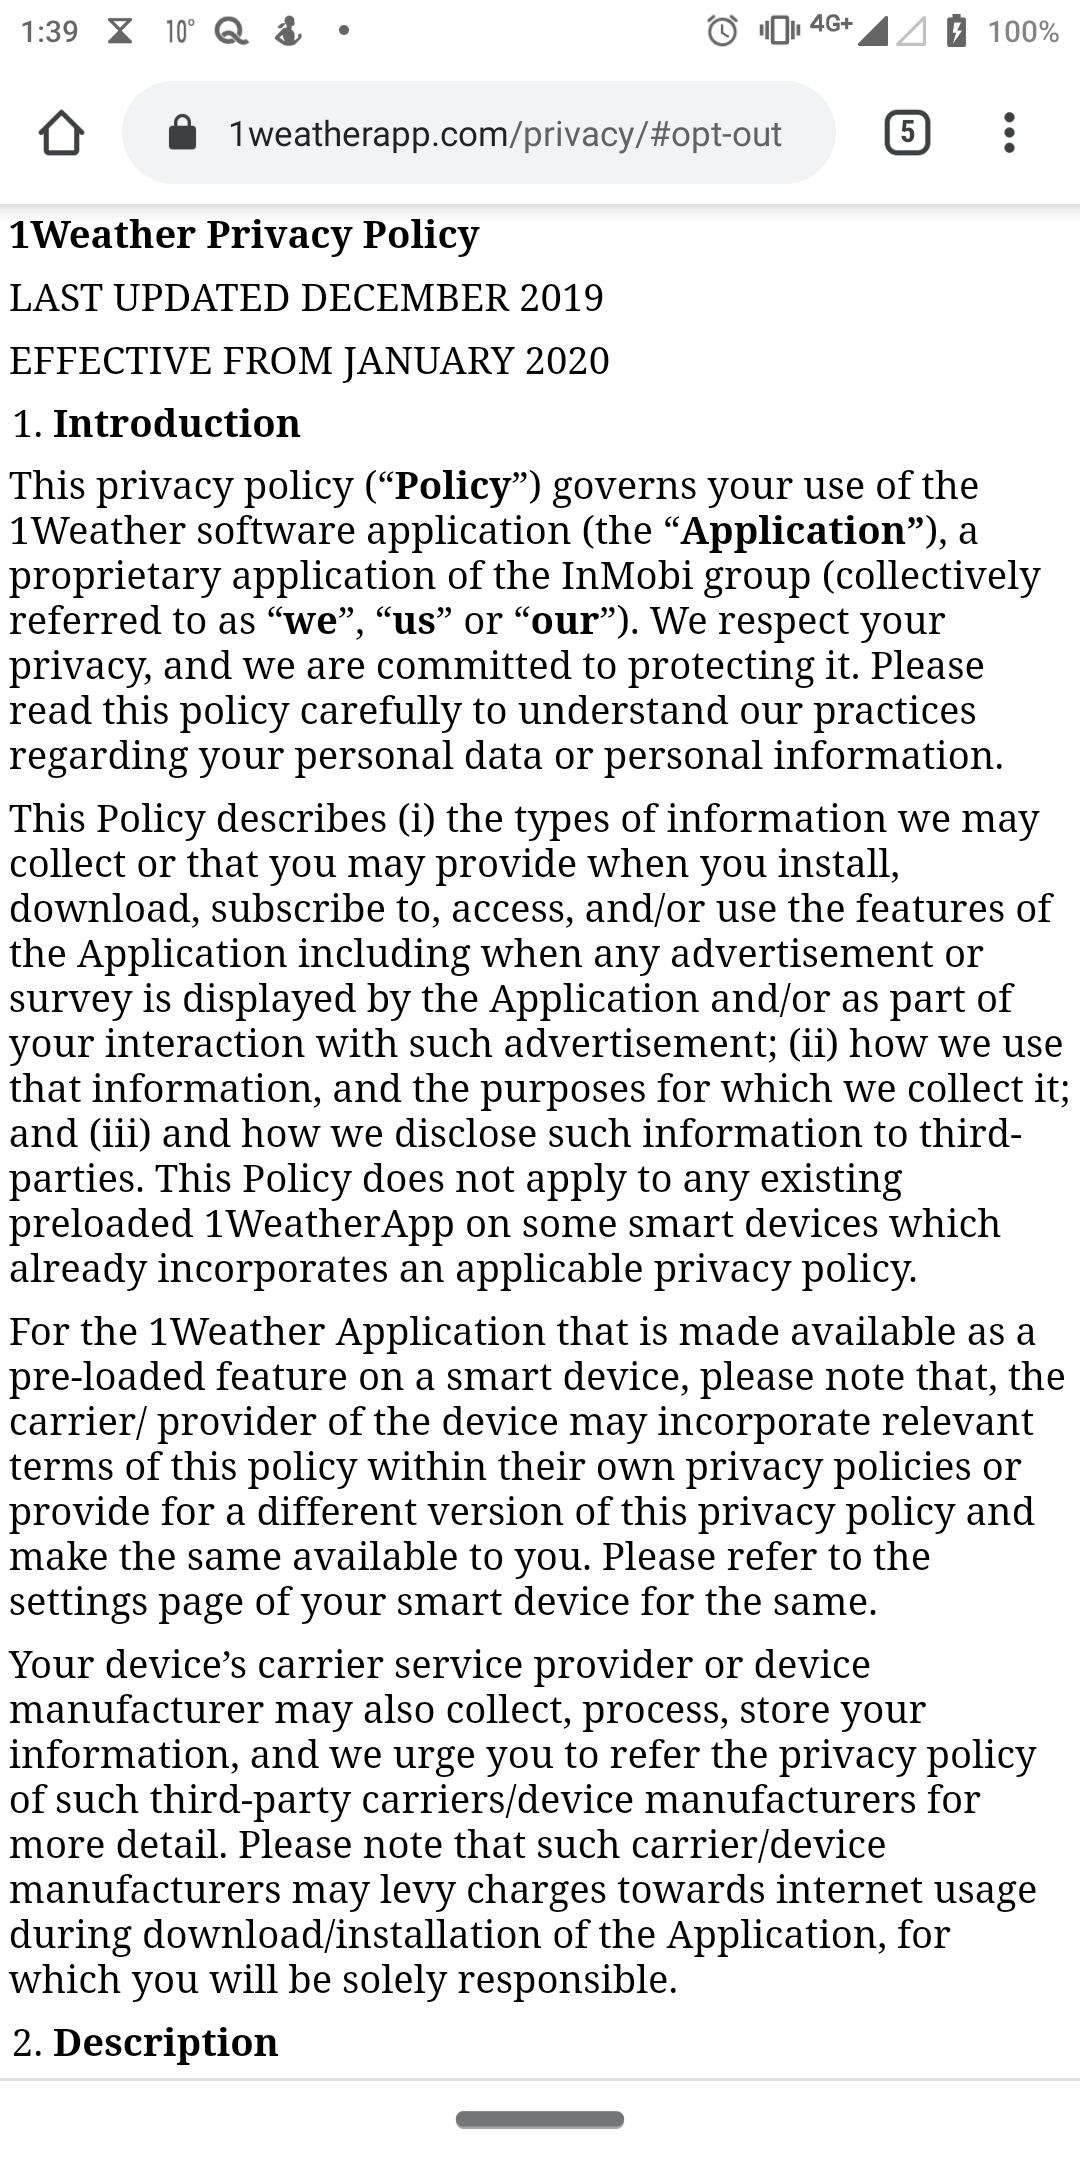 1:39 10° 4G+ 100%
1weatherapp.com/privacy/#opt-out 5
1Weather Privacy Policy
LAST UPDATED DECEMBER 2019
EFFECTIVE FROM JANUARY 2020
1. Introduction
This privacy policy (“Policy”) governs your use of the
1Weather software application (the “Application”), a
proprietary application of the InMobi group (collectively
referred to as “we”, “us” or “our”). We respect your
privacy, and we are committed to protecting it. Please
read this policy carefully to understand our practices
regarding your personal data or personal information.
This Policy describes (i) the types of information we may
collect or that you may provide when you install,
download, subscribe to, access, and/or use the features of
the Application including when any advertisement or
survey is displayed by the Application and/or as part of
your interaction with such advertisement; (ii) how we use
that information, and the purposes for which we collect it;
and (iii) and how we disclose such information to third-
parties. This Policy does not apply to any existing
preloaded 1WeatherApp on some smart devices which
already incorporates an applicable privacy policy.
For the 1Weather Application that is made available as a
pre-loaded feature on a smart device, please note that, the
carrier/ provider of the device may incorporate relevant
terms of this policy within their own privacy policies or
provide for a different version of this privacy policy and
make the same available to you. Please refer to the
settings page of your smart device for the same.
Your device’s carrier service provider or device
manufacturer may also collect, process, store your
information, and we urge you to refer the privacy policy
of such third-party carriers/device manufacturers for
more detail. Please note that such carrier/device
manufacturers may levy charges towards internet usage
during download/installation of the Application, for
which you will be solely responsible.
2. Description